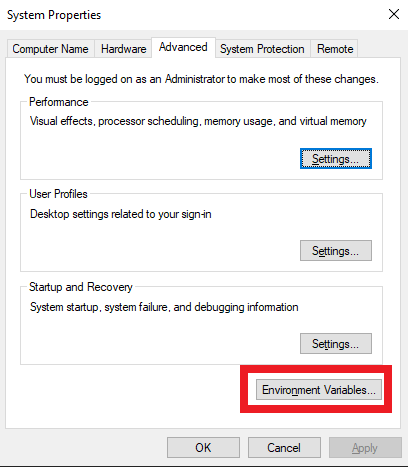 System Properties
Computer Name Hardware Advanced System Protection Remote
You must be logged on as an Administrator to make most of these changes.
Performance
Visual effects, processor scheduling, memory usage, and virtual memory
Settings...
User Profiles
Desktop settings related to your sign-in
Settings...
Startup and Recovery
System startup, system failure, and debugging information
Settings...
Environment Variables...
OK Cancel Apply